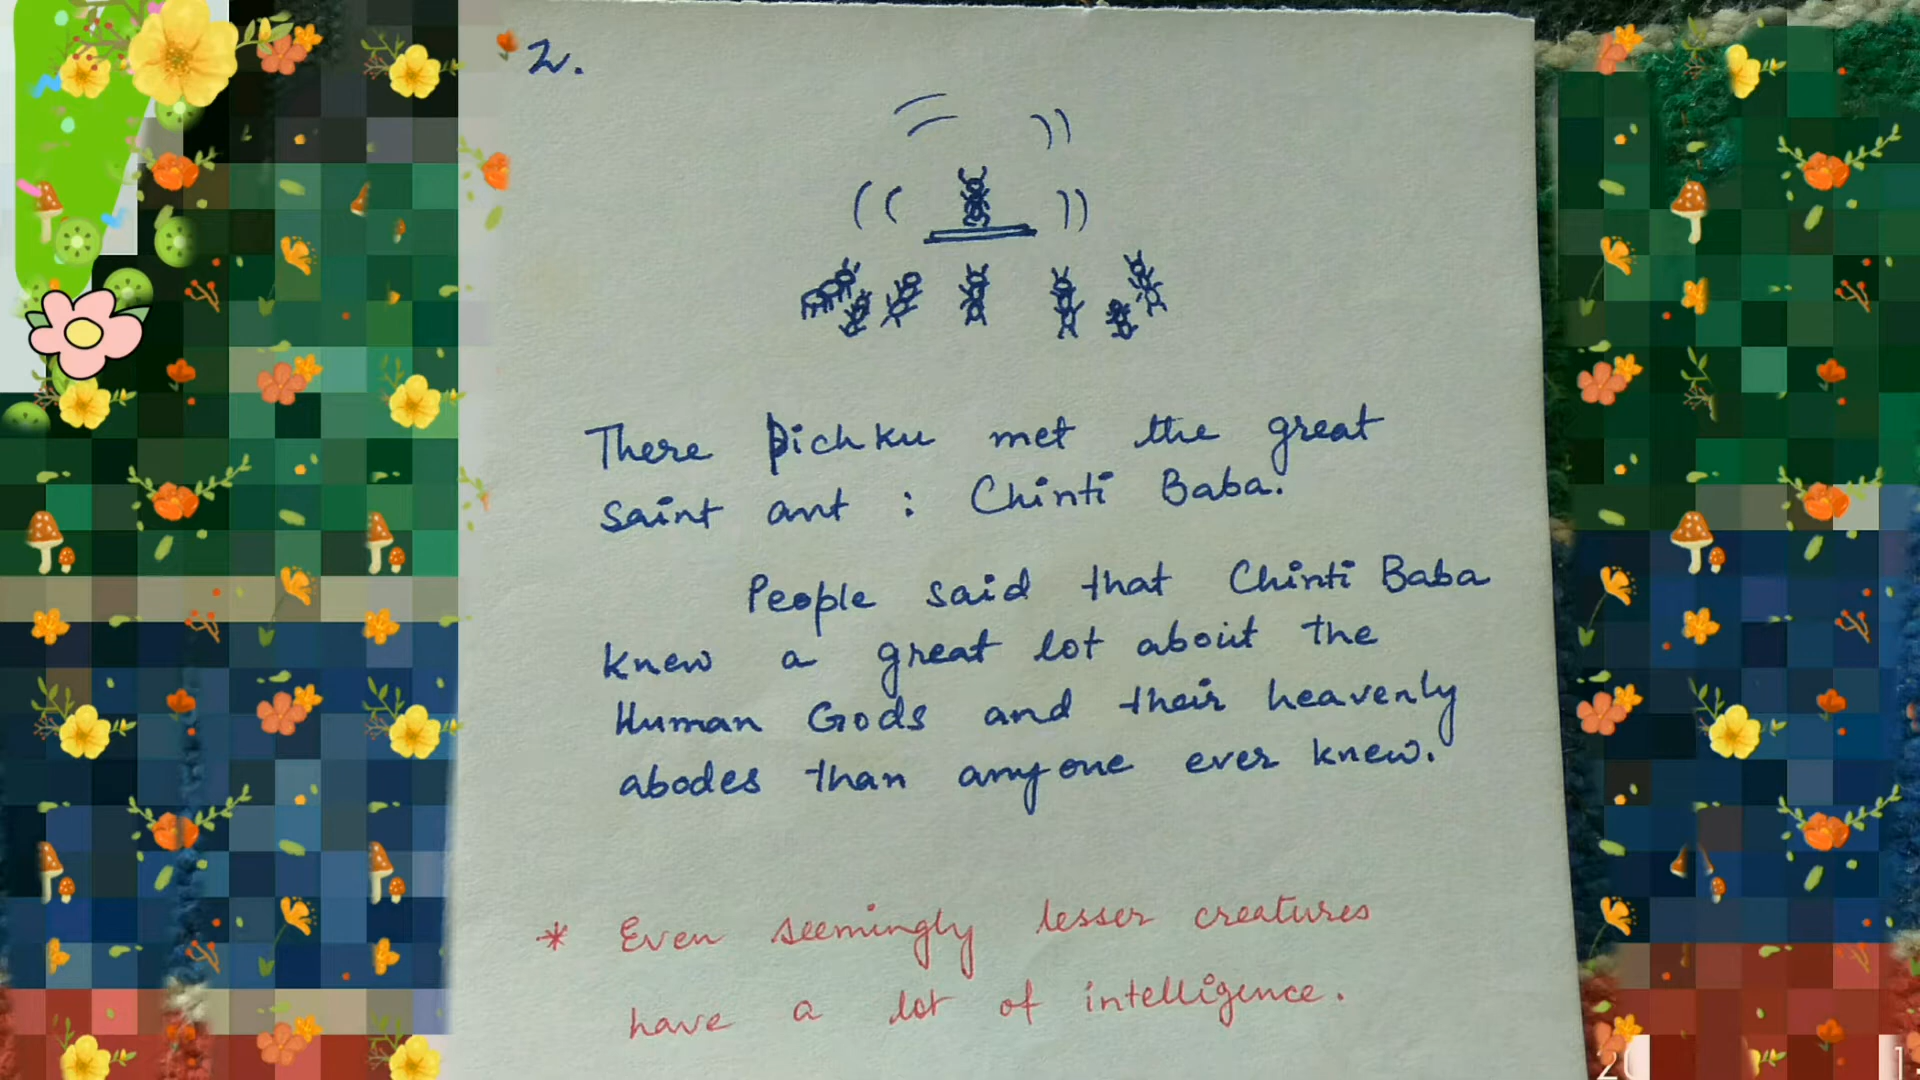 2.
There Pichku met the great
saint ant : Chinti Baba.
People said that Chinti Baba
knew a great lot about the
Human Gods and their heavenly
abodes than anyone ever knew.
* Even seemingly lesser creatures
have a lot of intelligence.